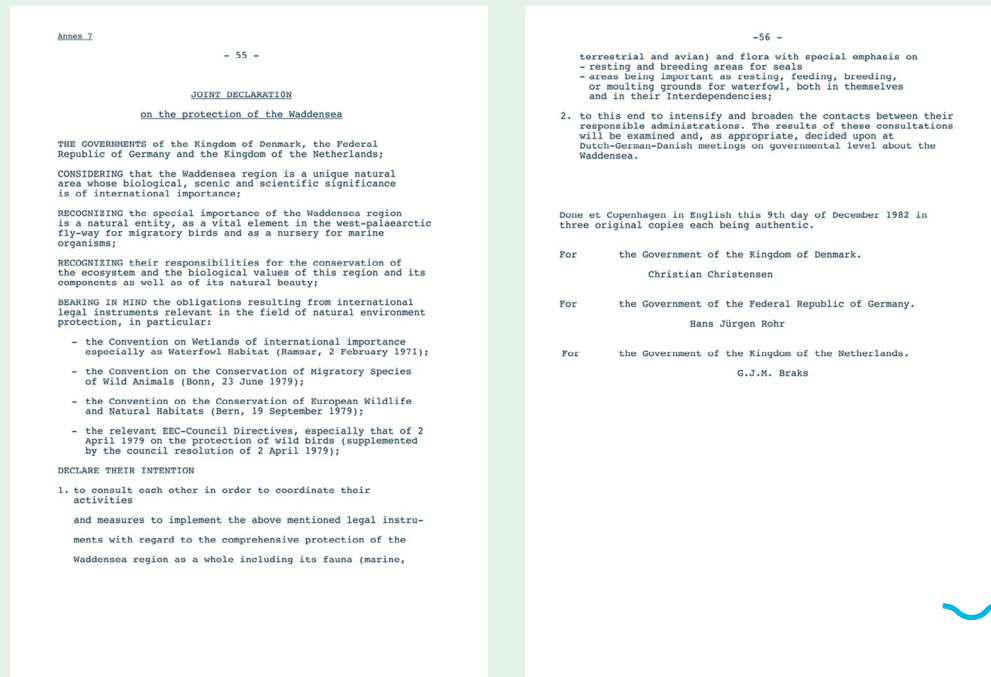 Annex 7
- 55 -
JOINT DECLARATION
on the protection of the Waddensea
THE GOVERNMENTS of the Kingdom of Denmark, the Federal
Republic of Germany and the Kingdom of the Netherlands;
CONSIDERING that the Waddensea region is a unique natural
area whose biological, scenic and scientific significance
is of international importance;
RECOGNIZING the special importance of the Waddensea region
is a natural entity, as a vital element in the west-palaearctic
fly-way for migratory birds and as a nursery for marine
organisms;
RECOGNIZING their responsibilities for the conservation of
the ecosystem and the biological values of this region and its
components as well as of its natural beauty;
BEARING IN MIND the obligations resulting from international
legal instruments relevant in the field of natural environment
protection, in particular:
- the Convention on Wetlands of international importance
especially as Waterfowl Habitat (Ramsar, 2 February 1971);
- the Convention on the Conservation of Migratory Species
of Wild Animals (Bonn, 23 June 1979);
- the Convention on the Conservation of European Wildlife
and Natural Habitats (Bern, 19 September 1979);
- the relevant EEC-Council Directives, especially that of 2
April 1979 on the protection of wild birds (supplemented
by the council resolution of 2 April 1979);
DECLARE THEIR INTENTION
1. to consult each other in order to coordinate their
activities
and measures to implement the above mentioned legal instru-
ments with regard to the comprehensive protection of the
Waddensea region as a whole including its fauna (marine,
-56 -
terrestrial and avian) and flora with special emphasis on
- resting and breeding areas for seals
- areas being important as resting, feeding, breeding,
or moulting grounds for waterfowl, both in themselves
and in their Interdependencies;
2. to this end to intensify and broaden the contacts between their
responsible administrations. The results of these consultations
will be examined and, as appropriate, decided upon at
Dutch-German-Danish meetings on governmental level about the
Waddensea.
Done et Copenhagen in English this 9th day of December 1982 in
three original copies each being authentic.
For the Government of the Kingdom of Denmark.
Christian Christensen
For the Government of the Federal Republic of Germany.
Hans Jürgen Rohr
For the Government of the Kingdom of the Netherlands.
G.J.M. Braks